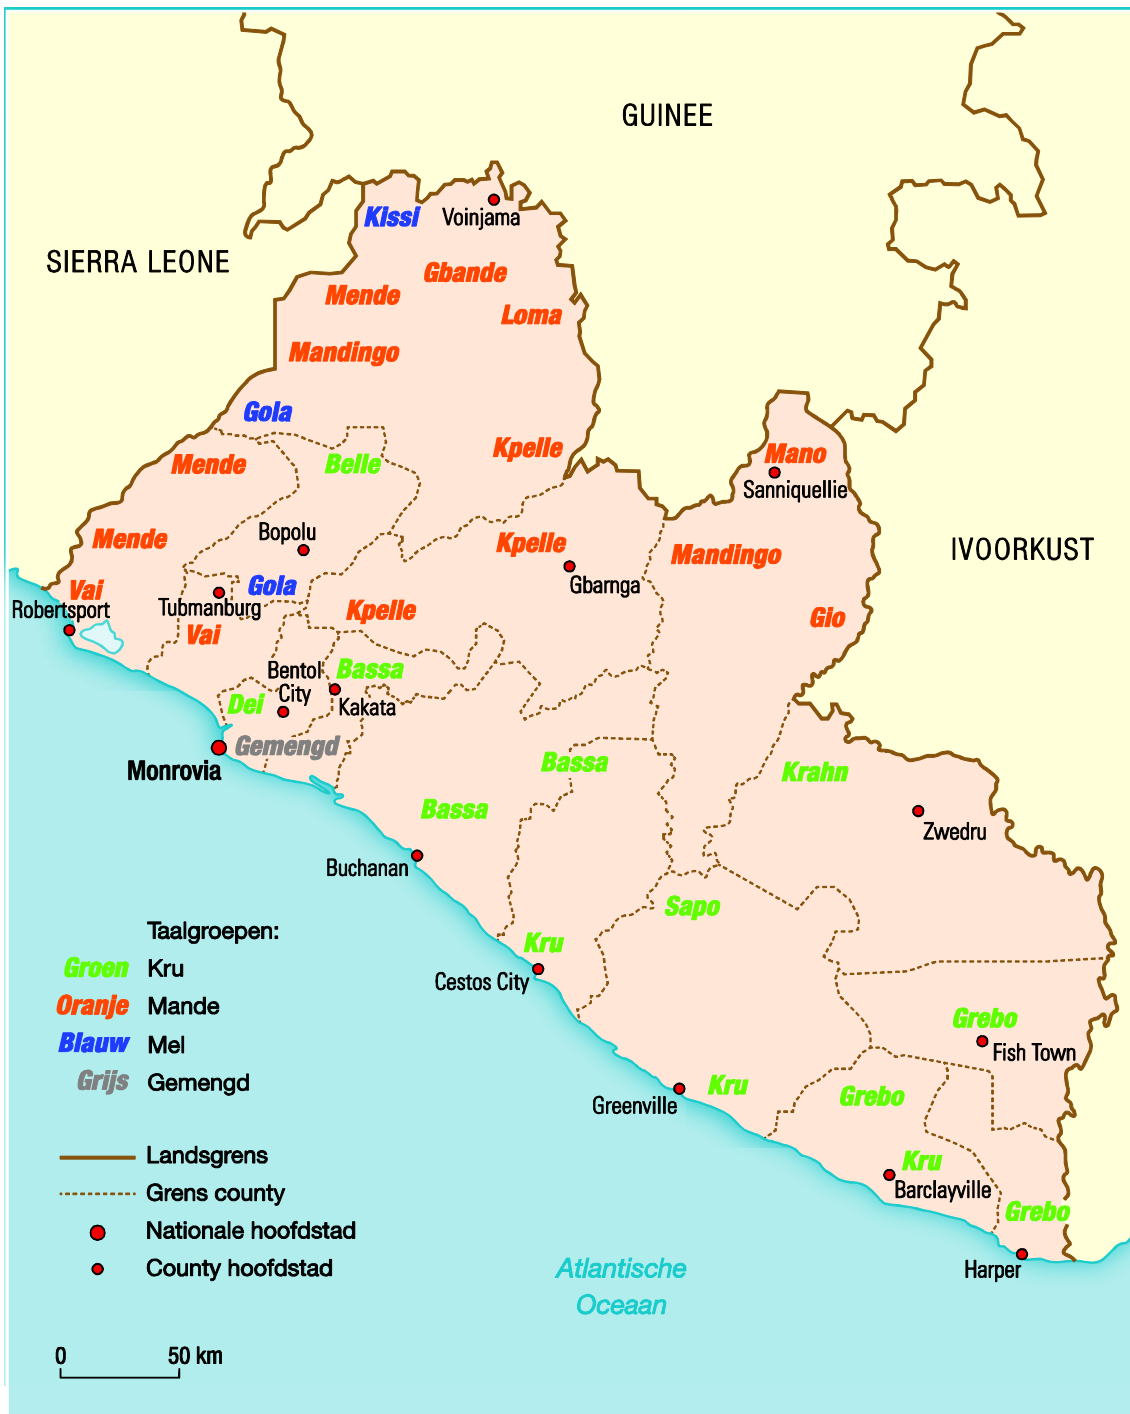 GUINEE
Kissi
Voinjama
SIERRA LEONE
Gbande
Mende
Loma
Mandingo
Gola
Kpelle
Mende
Belle
Mano
Sanniquellie
Bopolu
Mende
Kpelle
Mandingo
IVOORKUST
Gbarnga
Vai
Gola
Robertsport
Tubmanburg
Kpelle
Gio
Vai
Bentol
City
Bassa
Dei
Kakata
Gemengd
Monrovia
Bassa
Krahn
Bassa
Zwedru
Buchanan
Sapo
Kru
Cestos City
Grebo
Fish Town
Kru
Greenville
Grebo
Kru
Barclayville
Grebo
Harper
Taalgroepen:
Groen Kru
Oranje Mande
Blauw Mel
Grijs Gemengd
Landsgrens
Grens county
Nationale hoofdstad
County hoofdstad
Atlantische
Oceaan
0 50 km